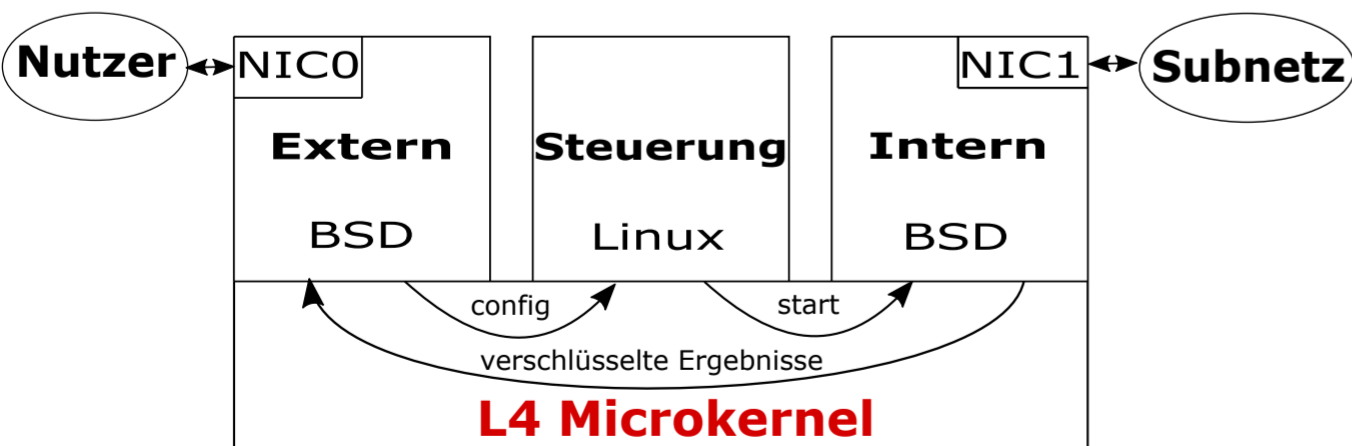 Nutzer
NIC0
NIC1
Subnetz
Extern
Steuerung
Intern
BSD
Linux
BSD
config
start
verschlüsselte Ergebnisse
L4 Microkernel